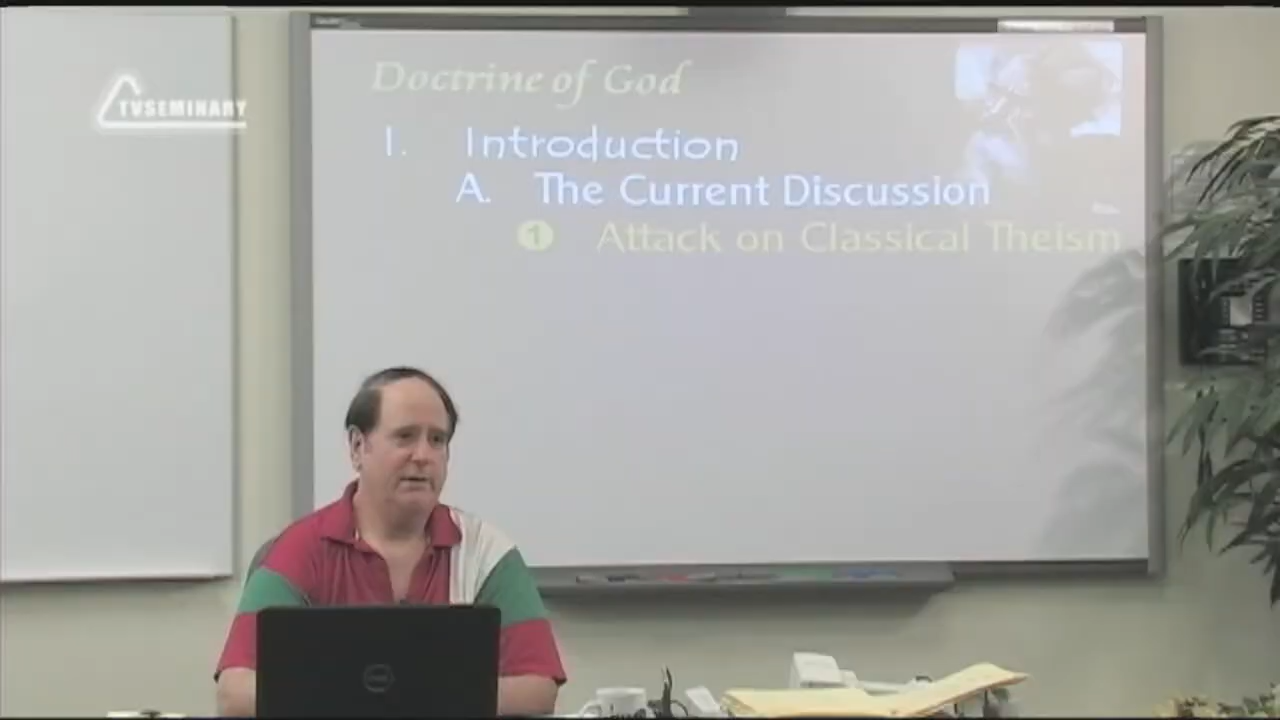 TVSEMINARY
Doctrine of God
I. Introduction
A. The Current Discussion
1 Attack on Classical Theism
DELL